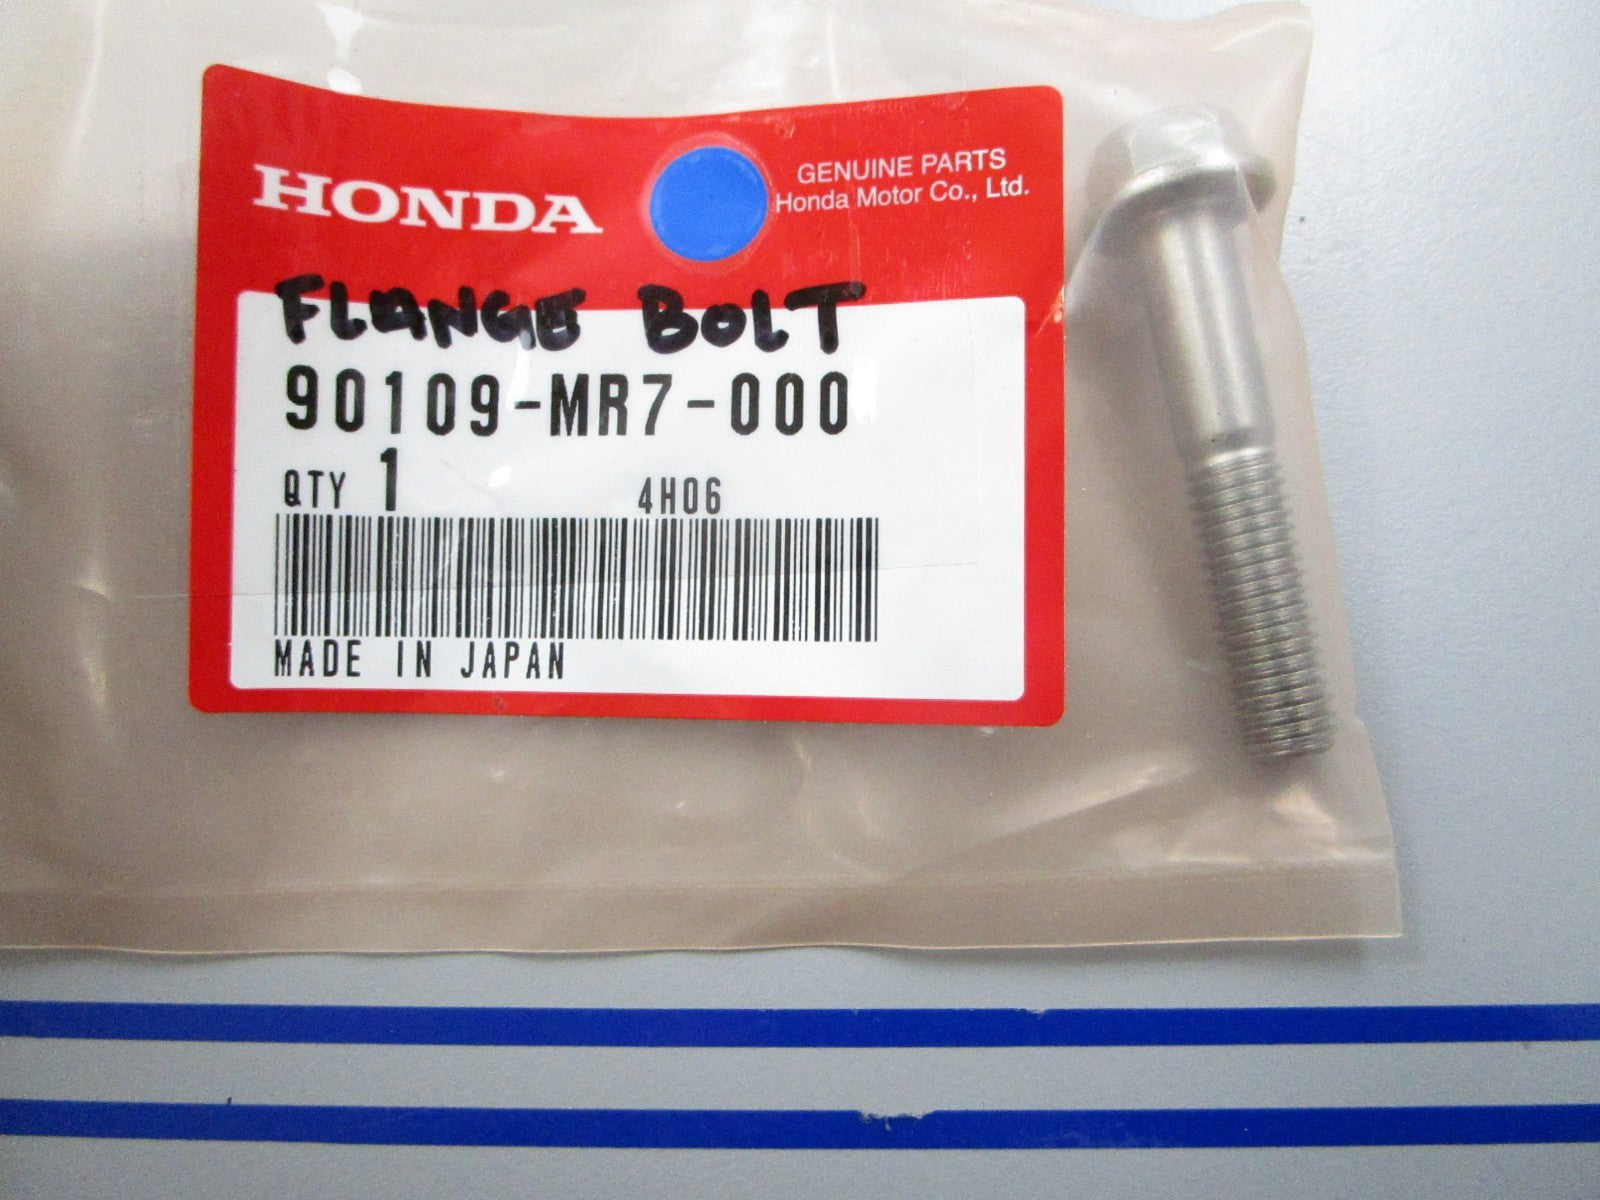 HONDA
GENUINE PARTS
Honda Motor Co., Ltd.
FLANGE BOLT
90109-MR7-000
QTY 1 4H06
MADE IN JAPAN